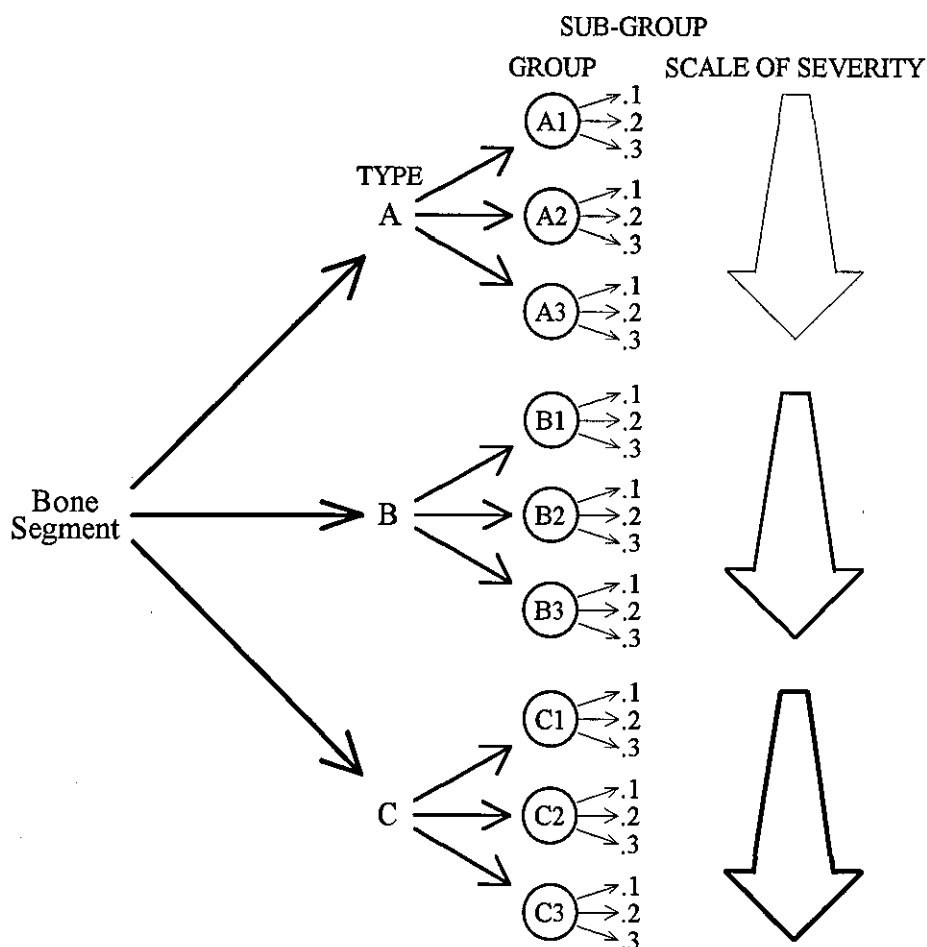 SUB-GROUP
GROUP SCALE OF SEVERITY
.1
A1 .2
.3
TYPE
A
.1
A2 .2
.3
.1
A3 .2
.3
.1
B1 .2
.3
Bone
Segment
B
.1
B2 .2
.3
.1
B3 .2
.3
.1
C1 .2
.3
C
.1
C2 .2
.3
.1
C3 .2
.3